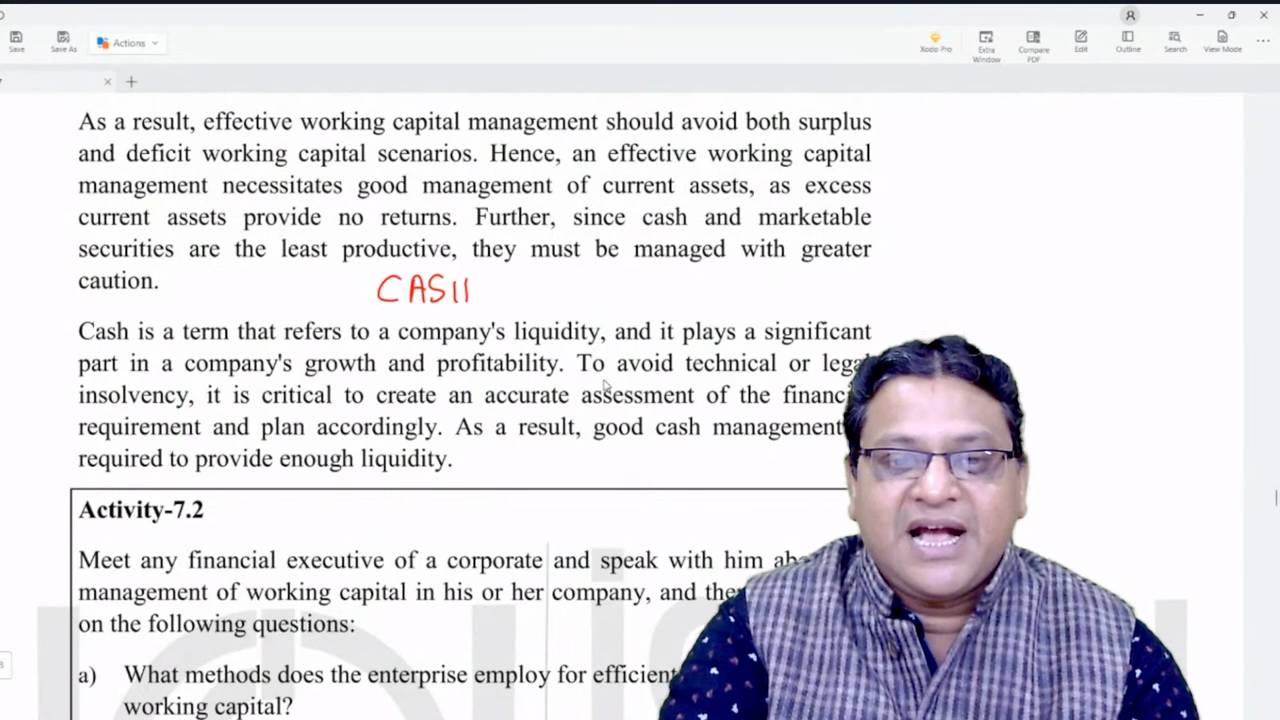 Save
Save As
Actions
Xodo Pro
Extra Window
Compare PDF
Edit
Outline
Search
View Mode
As a result, effective working capital management should avoid both surplus
and deficit working capital scenarios. Hence, an effective working capital
management necessitates good management of current assets, as excess
current assets provide no returns. Further, since cash and marketable
securities are the least productive, they must be managed with greater
caution.
CASH
Cash is a term that refers to a company's liquidity, and it plays a significant
part in a company's growth and profitability. To avoid technical or
insolvency, it is critical to create an accurate assessment of the
requirement and plan accordingly. As a result, good cash management
required to provide enough liquidity.
Activity-7.2
Meet any financial executive of a corporate and speak with him
management of working capital in his or her company, and
on the following questions:
a) What methods does the enterprise employ for efficient
working capital?